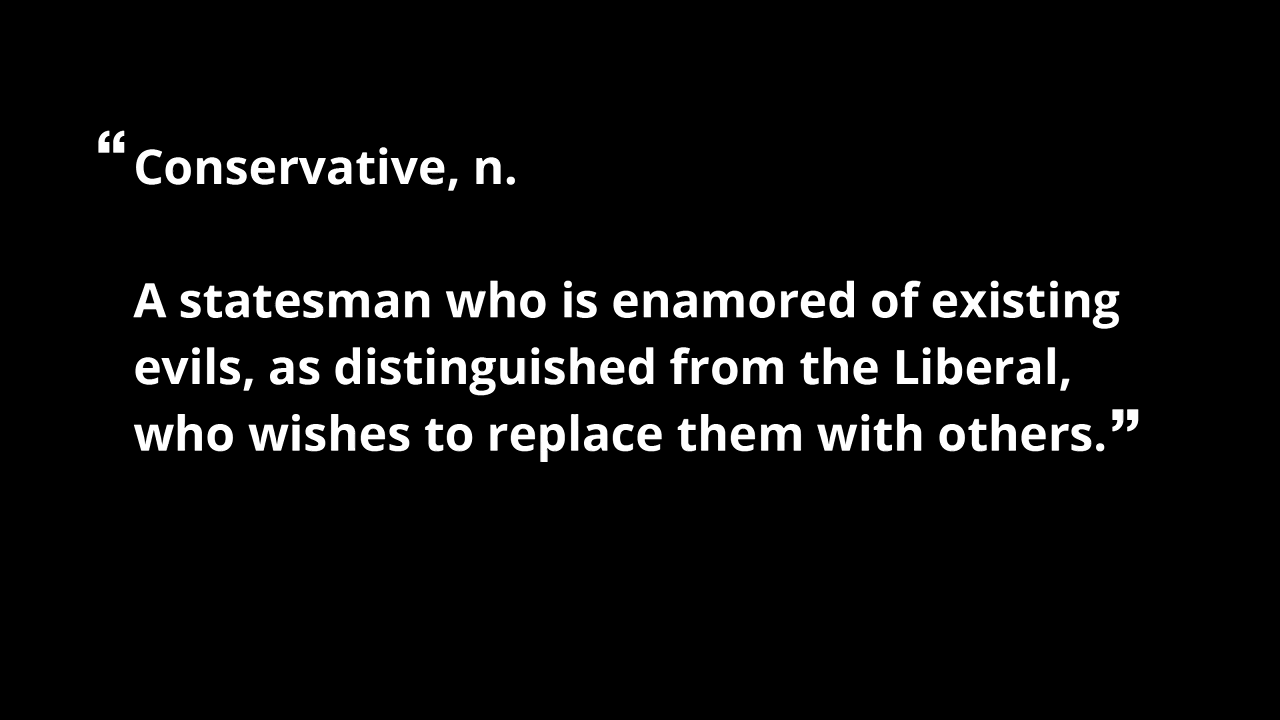 “Conservative, n.
A statesman who is enamored of existing
evils, as distinguished from the Liberal,
who wishes to replace them with others.”